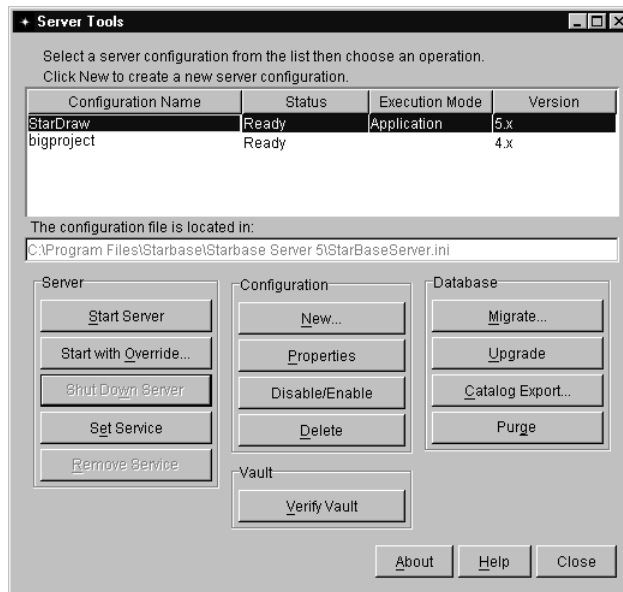 Server Tools
Select a server configuration from the list then choose an operation.
Click New to create a new server configuration.
Configuration Name Status Execution Mode Version
StarDraw Ready Application 5.x
bigproject Ready 4.x
The configuration file is located in:
C:\Program Files\Starbase\Starbase Server 5\StarBaseServer.ini
Server
Start Server
Start with Override...
Shut Down Server
Set Service
Remove Service
Configuration
New...
Properties
Disable/Enable
Delete
Vault
Verify Vault
Database
Migrate...
Upgrade
Catalog Export...
Purge
About Help Close